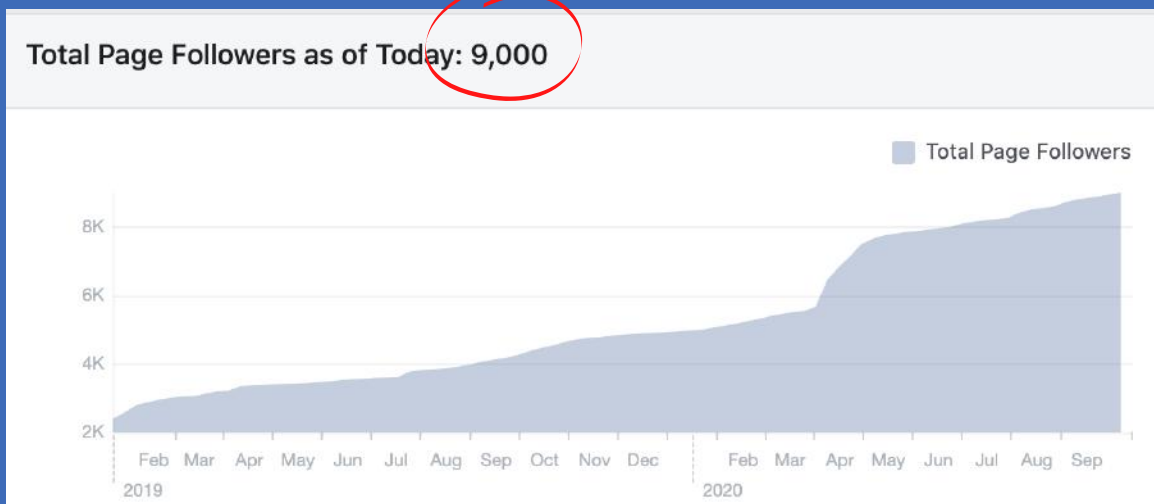 Total Page Followers as of Today: 9,000
Total Page Followers
8K
6K
4K
2K
Feb Mar Apr May Jun Jul Aug Sep Oct Nov Dec Feb Mar Apr May Jun Jul Aug Sep
2019 2020